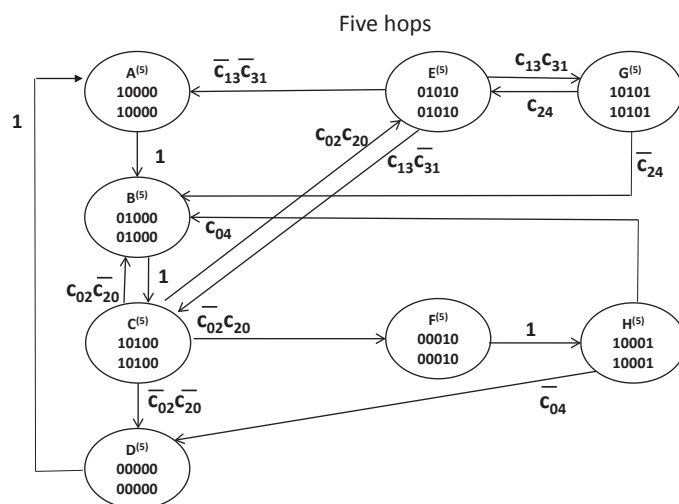 Five hops
A⁽⁵⁾
10000
10000
c̅₁₃c̅₃₁
E⁽⁵⁾
01010
01010
c₁₃c₃₁
c₂₄
G⁽⁵⁾
10101
10101
1
1
c₀₂c₂₀
c₁₃c̅₃₁
c̅₂₄
B⁽⁵⁾
01000
01000
c₀₄
c₀₂c̅₂₀
1
C⁽⁵⁾
10100
10100
c̅₀₂c₂₀
F⁽⁵⁾
00010
00010
1
H⁽⁵⁾
10001
10001
c̅₀₂c̅₂₀
c̅₀₄
D⁽⁵⁾
00000
00000